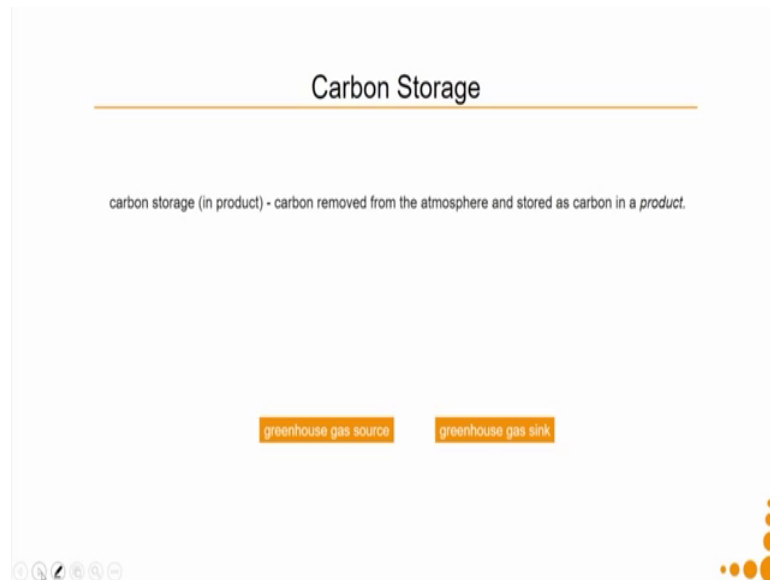 Carbon Storage
carbon storage (in product) - carbon removed from the atmosphere and stored as carbon in a product.
greenhouse gas source
greenhouse gas sink